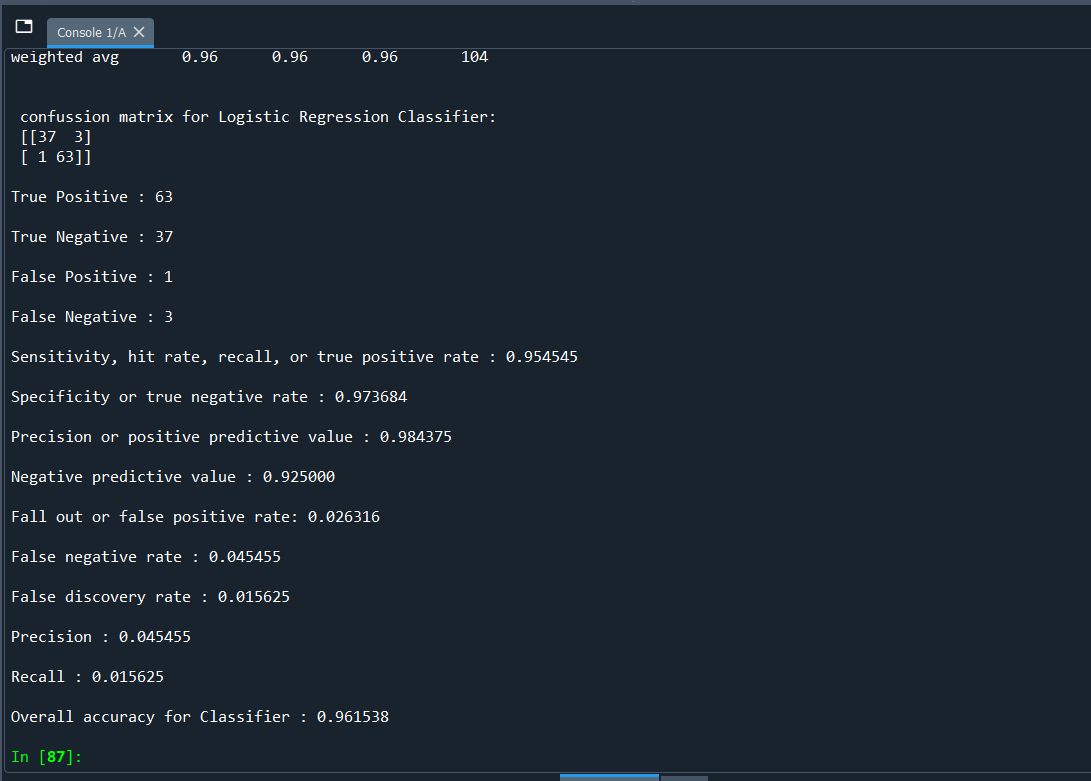 Console 1/A
weighted avg 0.96 0.96 0.96 104
confussion matrix for Logistic Regression Classifier:
[[37 3]
[ 1 63]]
True Positive : 63
True Negative : 37
False Positive : 1
False Negative : 3
Sensitivity, hit rate, recall, or true positive rate : 0.954545
Specificity or true negative rate : 0.973684
Precision or positive predictive value : 0.984375
Negative predictive value : 0.925000
Fall out or false positive rate: 0.026316
False negative rate : 0.045455
False discovery rate : 0.015625
Precision : 0.045455
Recall : 0.015625
Overall accuracy for Classifier : 0.961538
In [87]: